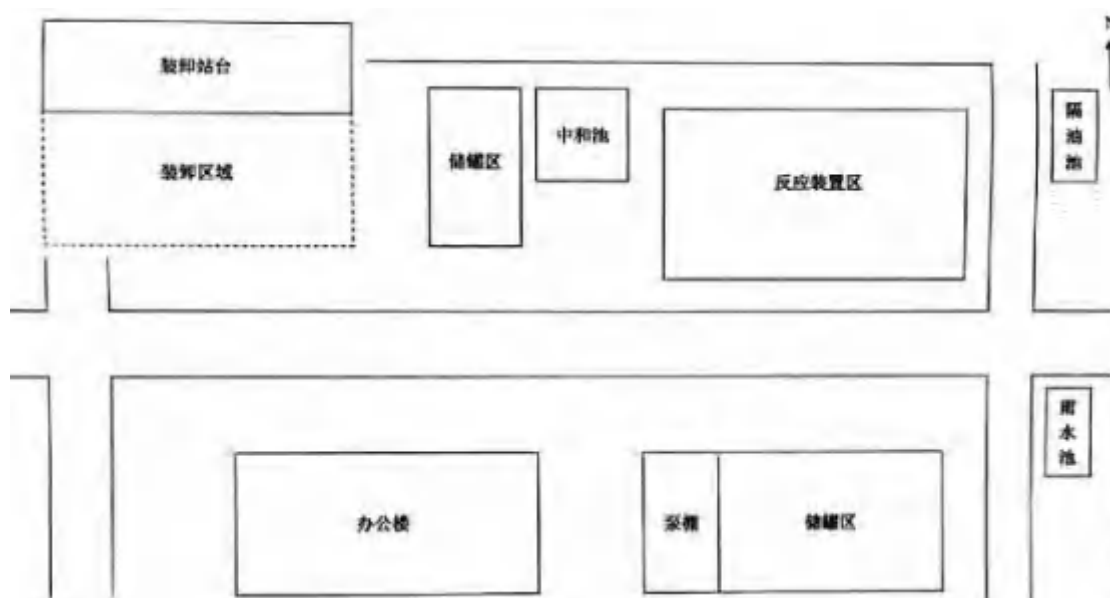 装卸站台
装卸区域
储罐区
中和池
反应装置区
隔油池
办公楼
泵棚
储罐区
雨水池